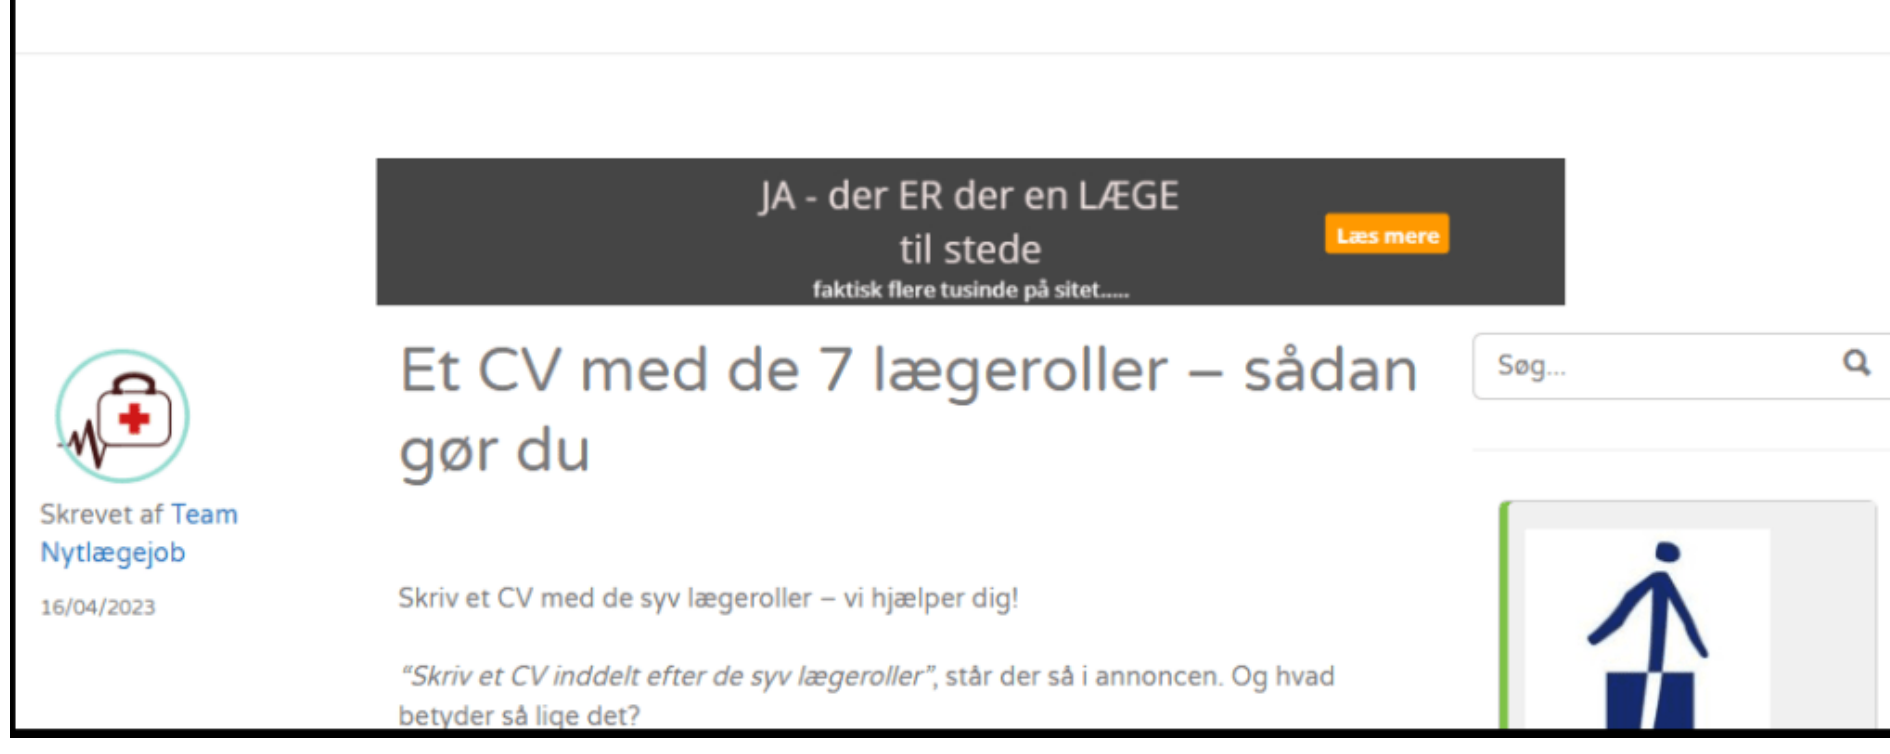 JA - der ER der en LÆGE
til stede
faktisk flere tusinde på sitet.....
Læs mere
Skrevet af Team
Nytlægejob
16/04/2023
Et CV med de 7 lægeroller – sådan
gør du
Skriv et CV med de syv lægeroller – vi hjælper dig!
“Skriv et CV inddelt efter de syv lægeroller”, står der så i annoncen. Og hvad
betyder så lige det?
Søg...